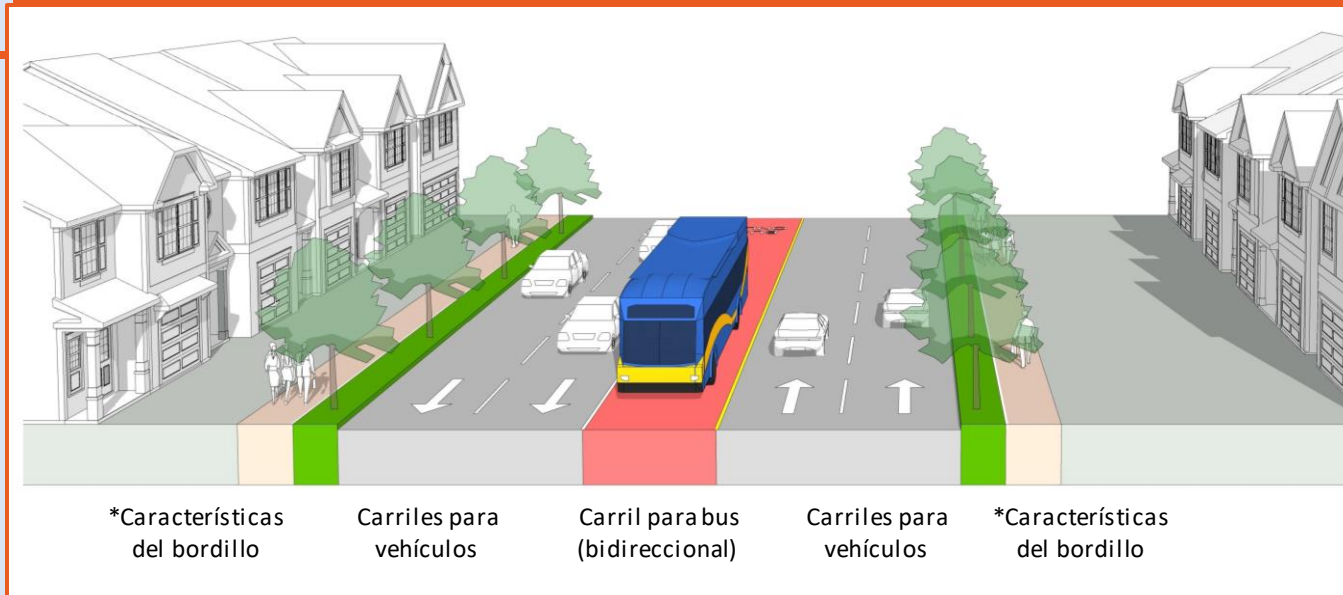 *Características
del bordillo
Carriles para
vehículos
Carril para bus
(bidireccional)
Carriles para
vehículos
*Características
del bordillo